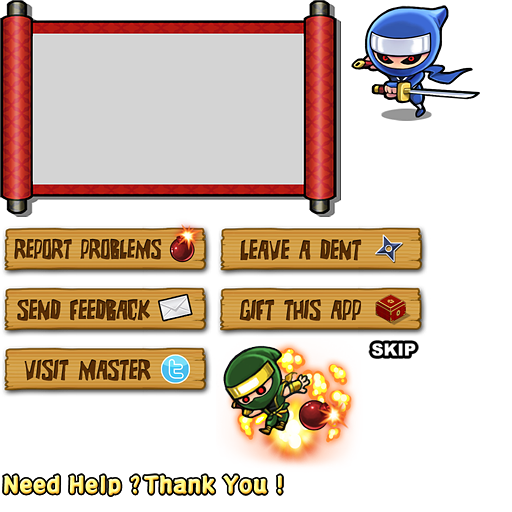 REPORT PROBLEMS
LEAVE A DENT
SEND FEEDBACK
GIFT THIS APP
VISIT MASTER
SKIP
Need Help ?Thank You !